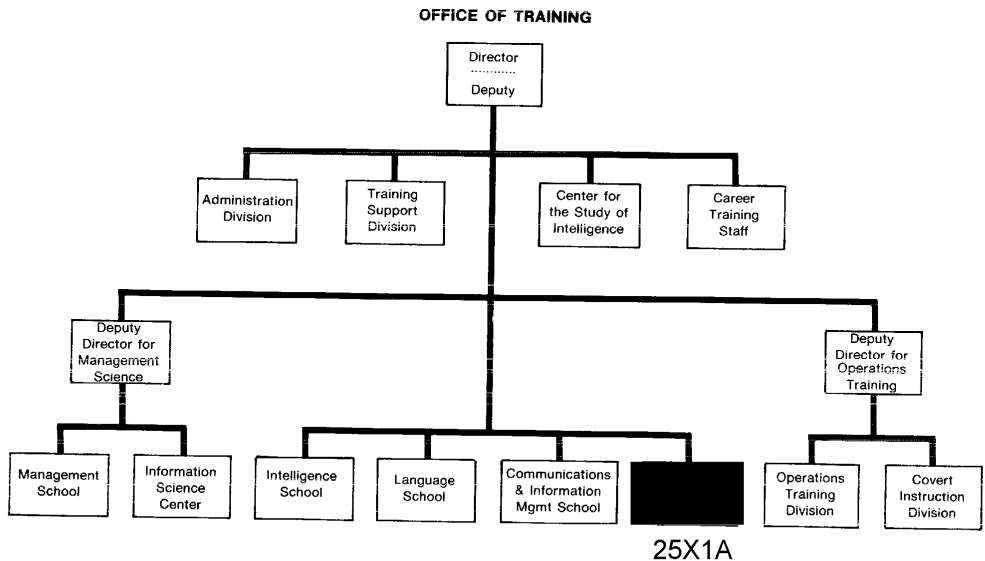 OFFICE OF TRAINING
Director
............
Deputy
Administration
Division
Training
Support
Division
Center for
the Study of
Intelligence
Career
Training
Staff
Deputy
Director for
Management
Science
Deputy
Director for
Operations
Training
Management
School
Information
Science
Center
Intelligence
School
Language
School
Communications
& Information
Mgmt School
Operations
Training
Division
Covert
Instruction
Division
25X1A